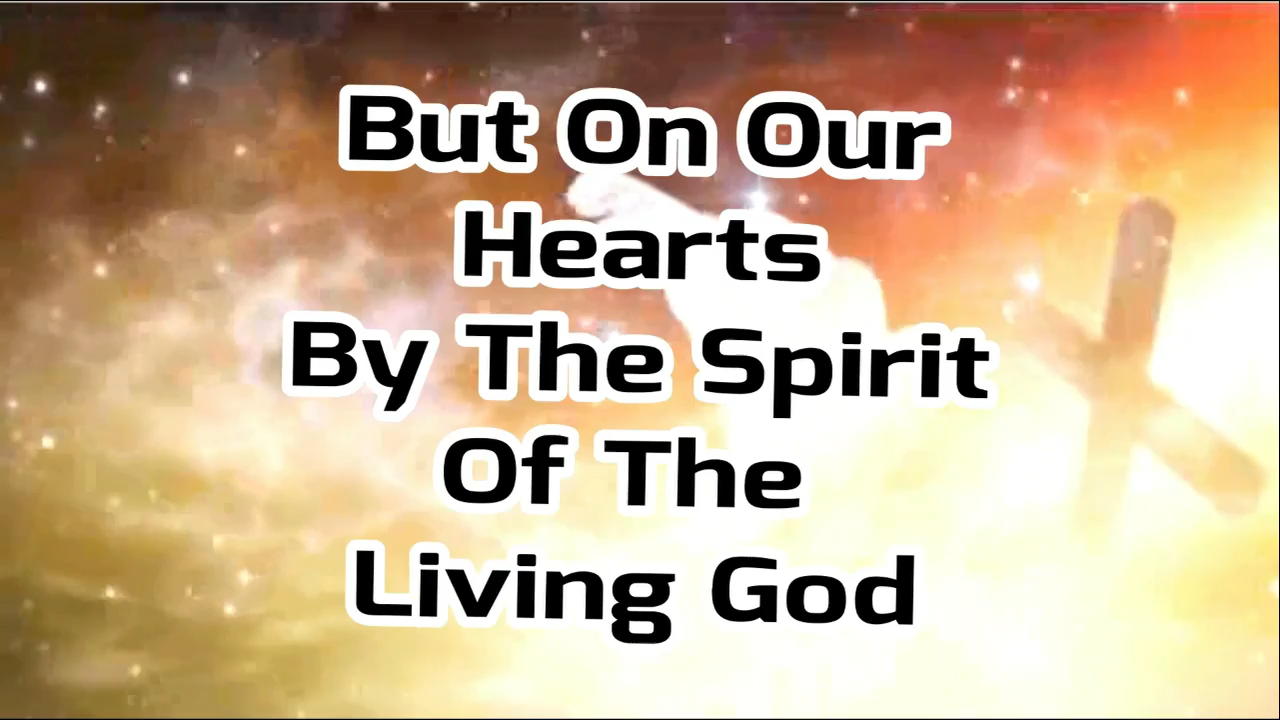 But On Our
Hearts
By The Spirit
Of The
Living God